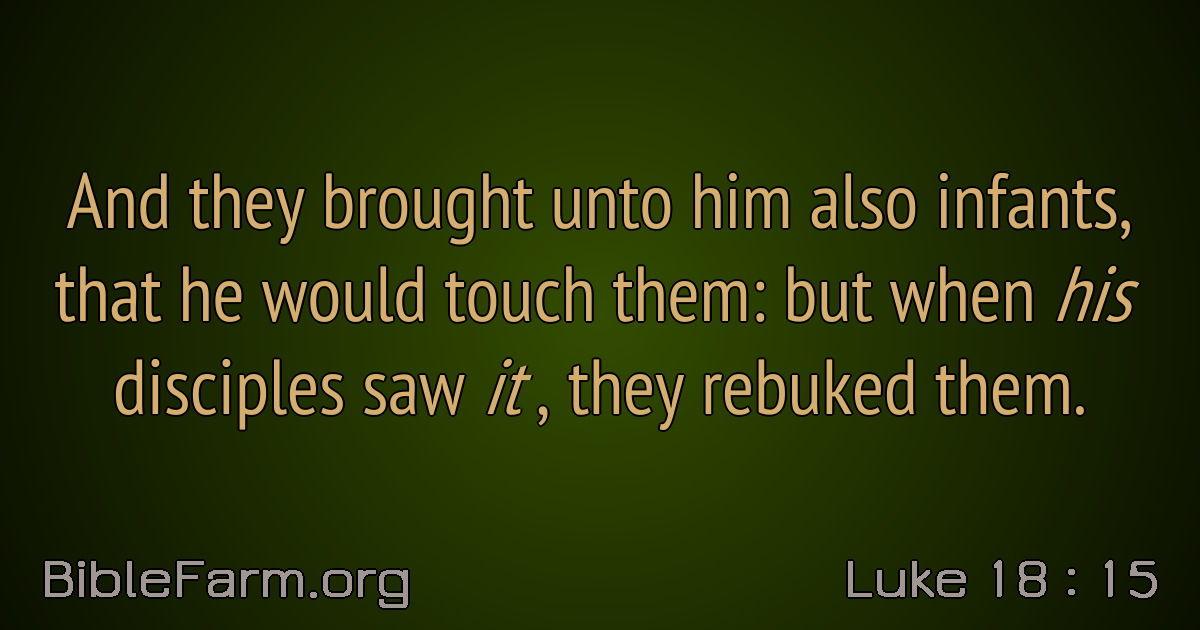 And they brought unto him also infants,
that he would touch them: but when his
disciples saw it , they rebuked them.
BibleFarm.org
Luke 18 : 15